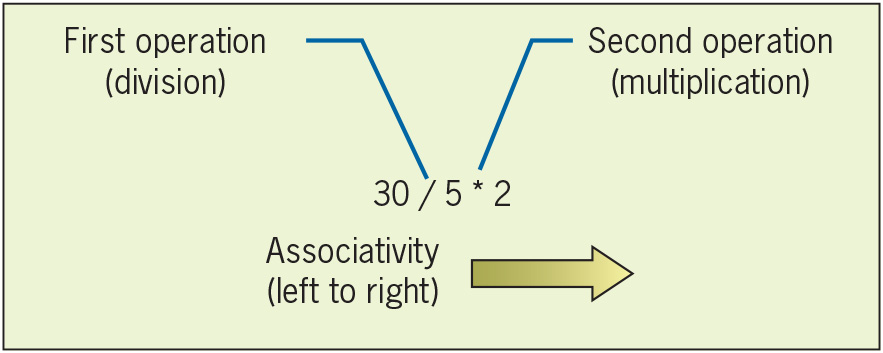 First operation
(division)
Second operation
(multiplication)
30 / 5 * 2
Associativity
(left to right)